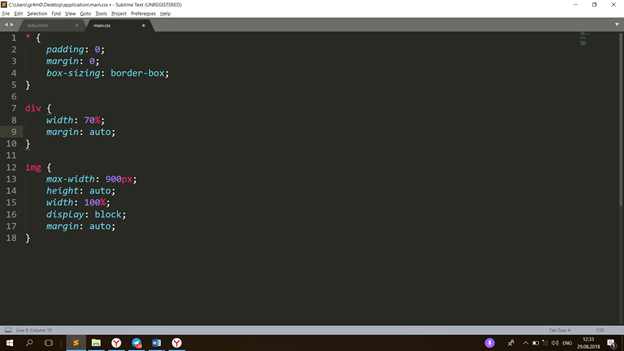 C:\Users\gr4m0\Desktop\application\main.css • - Sublime Text (UNREGISTERED)
File Edit Selection Find View Goto Tools Project Preferences Help
index.html main.css
1 * {
2 padding: 0;
3 margin: 0;
4 box-sizing: border-box;
5 }
6
7 div {
8 width: 70%;
9 margin: auto;
10 }
11
12 img {
13 max-width: 900px;
14 height: auto;
15 width: 100%;
16 display: block;
17 margin: auto;
18 }
Line 9, Column 18 Tab Size: 4 CSS
ENG 12:33
29.08.2018